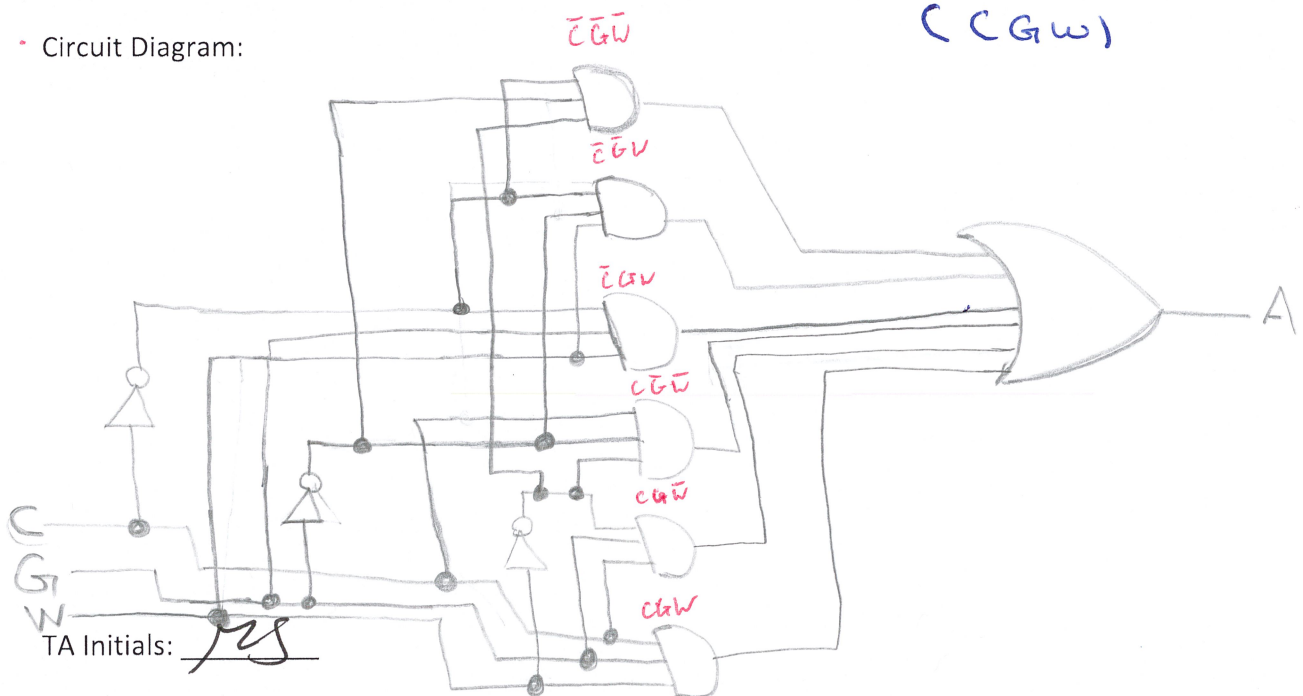 C̄ḠW̄
(CGW)
Circuit Diagram:
C̄ḠW
C̄GW
A
CḠW̄
CGW̄
C
G
W
CGW
TA Initials: